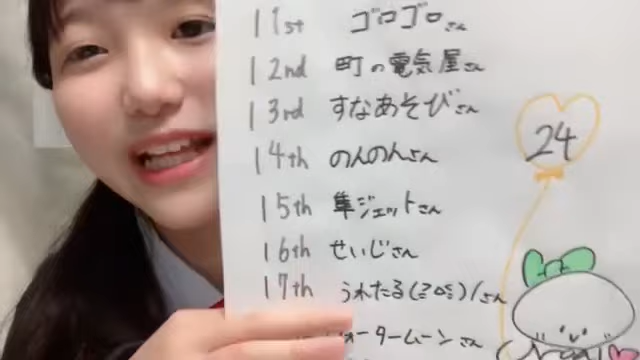 11st ゴロゴロさん
12nd 町の電気屋さん
13rd すなあそびさん
14th のんのんさん
15th 隼ジェットさん
16th せいじさん
17th うれたる(ミos)/さん
ォータームーンさん
24